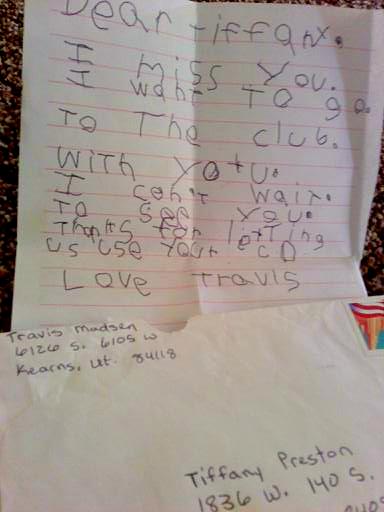 Dear Tiffany.
I miss you.
I want To go.
To The club.
With you.
I can't wait.
To see you.
Thanks for letting
us use your CD
Love Travis
Travis Madsen
6126 S. 6105 W
Kearns, Ut. 84118
Tiffany Preston
1836 W. 140 S.